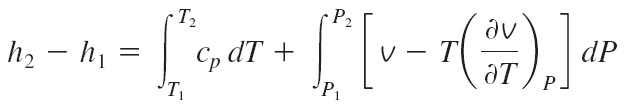 h₂ − h₁ = ∫_{T₁}^{T₂} c_p dT + ∫_{P₁}^{P₂} [ v − T(∂v/∂T)_P ] dP